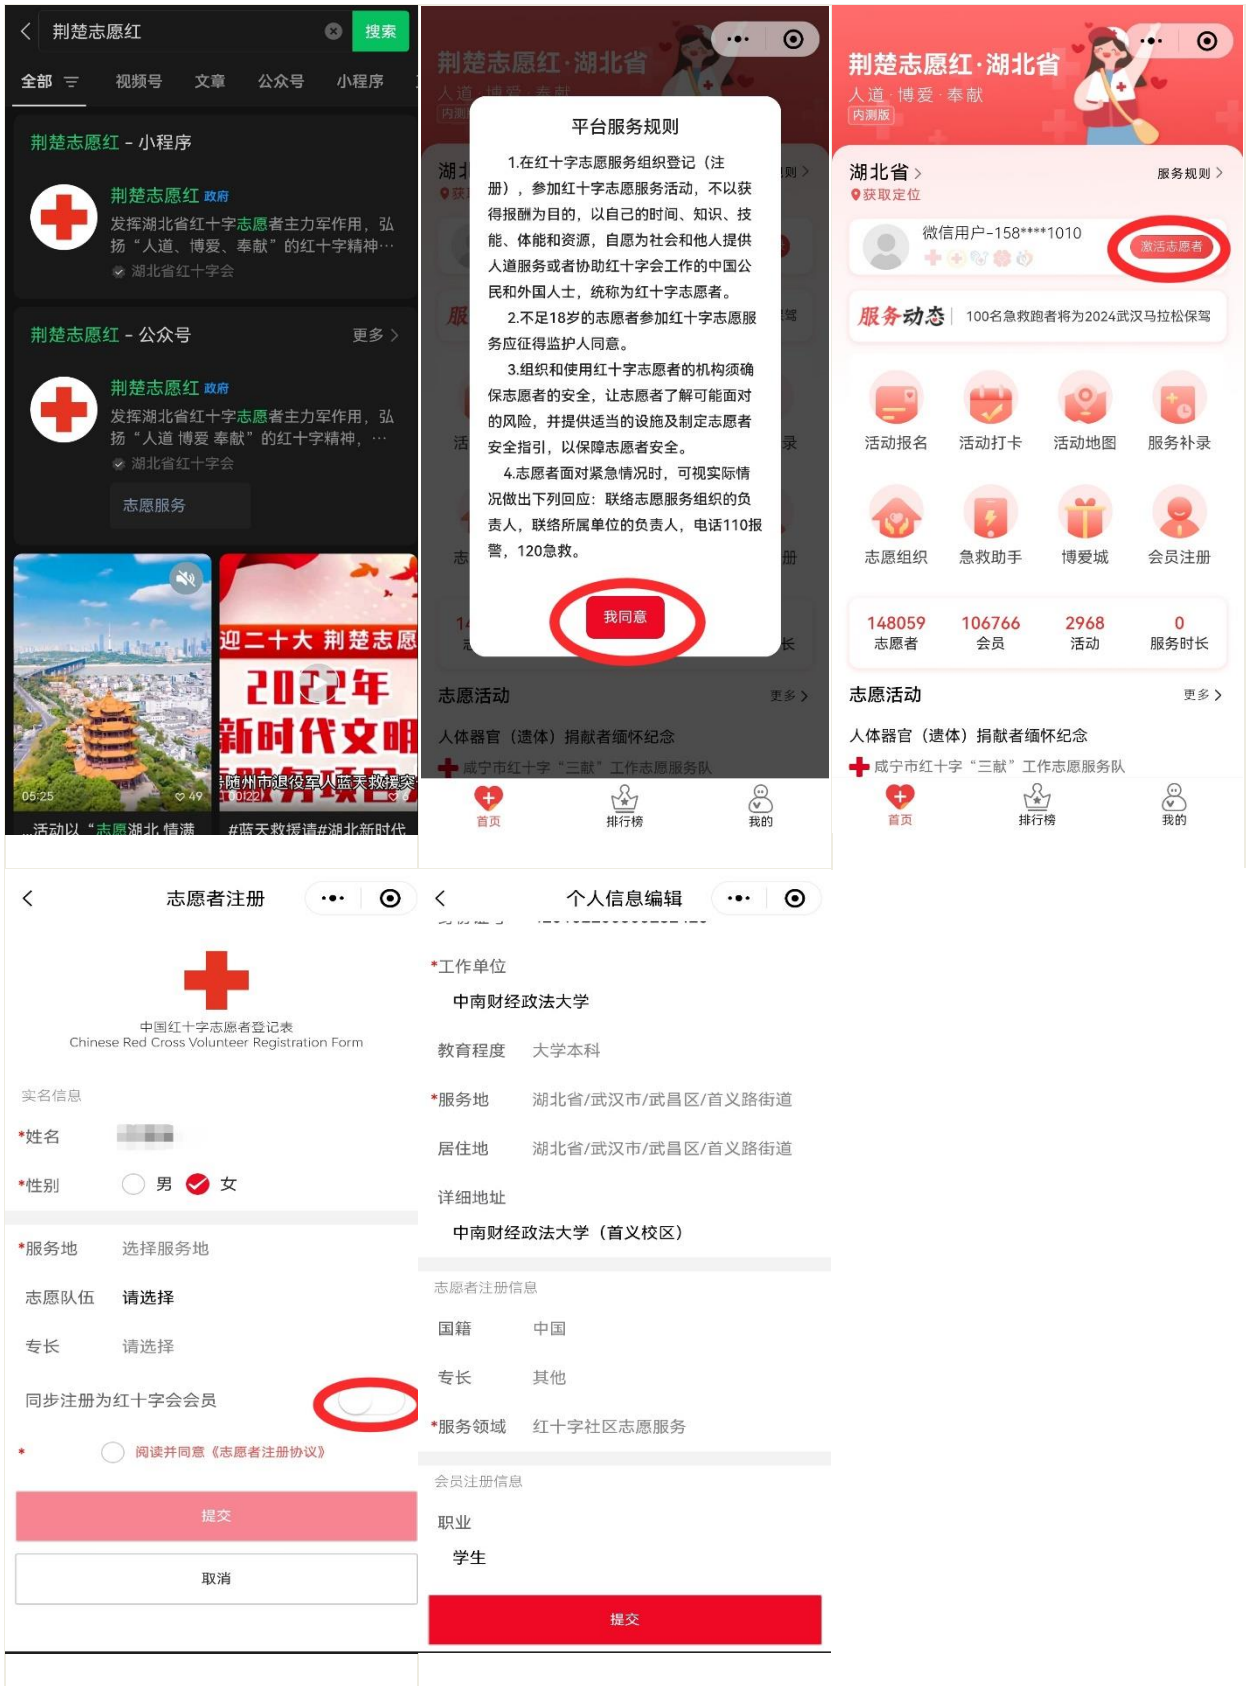 荆楚志愿红
搜索
全部
视频号
文章
公众号
小程序
荆楚志愿红 - 小程序
荆楚志愿红 政府
发挥湖北省红十字志愿者主力军作用，弘
扬“人道、博爱、奉献”的红十字精神…
湖北省红十字会
荆楚志愿红 - 公众号
更多
荆楚志愿红 政府
发挥湖北省红十字志愿者主力军作用，弘
扬“人道 博爱 奉献”的红十字精神，…
湖北省红十字会
志愿服务
05:25
49
...活动以“志愿湖北 情满
迎二十大 荆楚志愿
2022年
新时代文明
00:22
#蓝天救援请#湖北新时代
荆楚志愿红·湖北省
人道·博爱·奉献
平台服务规则
1.在红十字志愿服务组织登记（注
册），参加红十字志愿服务活动，不以获
得报酬为目的，以自己的时间、知识、技
能、体能和资源，自愿为社会和他人提供
人道服务或者协助红十字会工作的中国公
民和外国人士，统称为红十字志愿者。
2.不足18岁的志愿者参加红十字志愿服
务应征得监护人同意。
3.组织和使用红十字志愿者的机构须确
保志愿者的安全，让志愿者了解可能面对
的风险，并提供适当的设施及制定志愿者
安全指引，以保障志愿者安全。
4.志愿者面对紧急情况时，可视实际情
况做出下列回应：联络志愿服务组织的负
责人，联络所属单位的负责人，电话110报
警，120急救。
我同意
志愿活动
更多
人体器官（遗体）捐献者缅怀纪念
咸宁市红十字“三献”工作志愿服务队
首页
排行榜
我的
荆楚志愿红·湖北省
人道·博爱·奉献
内测版
湖北省
服务规则
获取定位
微信用户-158****1010
激活志愿者
服务动态
100名急救跑者将为2024武汉马拉松保驾
活动报名
活动打卡
活动地图
服务补录
志愿组织
急救助手
博爱城
会员注册
148059
106766
2968
0
志愿者
会员
活动
服务时长
志愿活动
更多
人体器官（遗体）捐献者缅怀纪念
咸宁市红十字“三献”工作志愿服务队
首页
排行榜
我的
志愿者注册
中国红十字志愿者登记表
Chinese Red Cross Volunteer Registration Form
实名信息
*姓名
*性别 男 女
*服务地 选择服务地
志愿队伍 请选择
专长 请选择
同步注册为红十字会会员
* 阅读并同意《志愿者注册协议》
提交
取消
个人信息编辑
*工作单位
中南财经政法大学
教育程度 大学本科
*服务地 湖北省/武汉市/武昌区/首义路街道
居住地 湖北省/武汉市/武昌区/首义路街道
详细地址
中南财经政法大学（首义校区）
志愿者注册信息
国籍 中国
专长 其他
*服务领域 红十字社区志愿服务
会员注册信息
职业
学生
提交